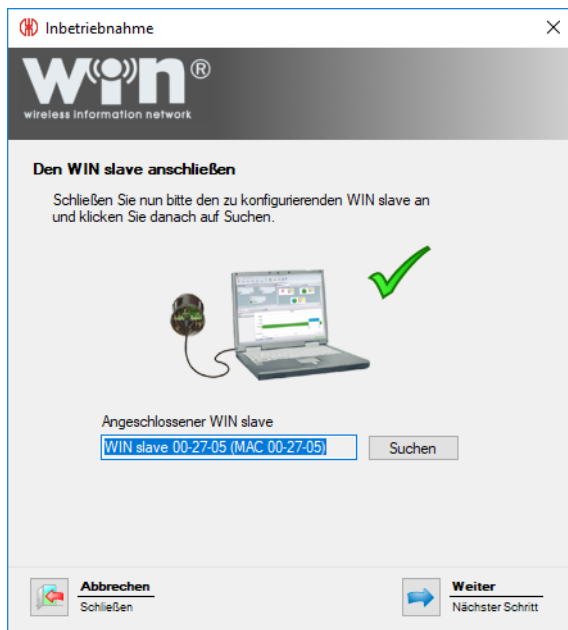 Inbetriebnahme
WIN®
wireless information network
Den WIN slave anschließen
Schließen Sie nun bitte den zu konfigurierenden WIN slave an
und klicken Sie danach auf Suchen.
Angeschlossener WIN slave
WIN slave 00-27-05 (MAC 00-27-05)
Suchen
Abbrechen
Schließen
Weiter
Nächster Schritt